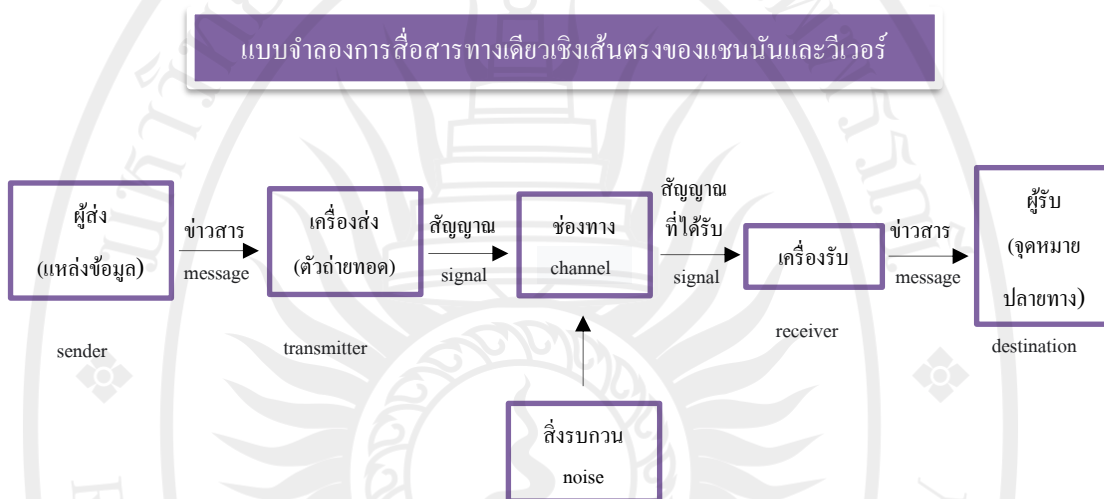 แบบจำลองการสื่อสารทางเดียวเชิงเส้นตรงของแชนนันและวีเวอร์
ผู้ส่ง
(แหล่งข้อมูล)
sender
ข่าวสาร
message
เครื่องส่ง
(ตัวถ่ายทอด)
transmitter
สัญญาณ
signal
ช่องทาง
channel
สัญญาณ
ที่ได้รับ
signal
เครื่องรับ
receiver
ข่าวสาร
message
ผู้รับ
(จุดหมาย
ปลายทาง)
destination
สิ่งรบกวน
noise